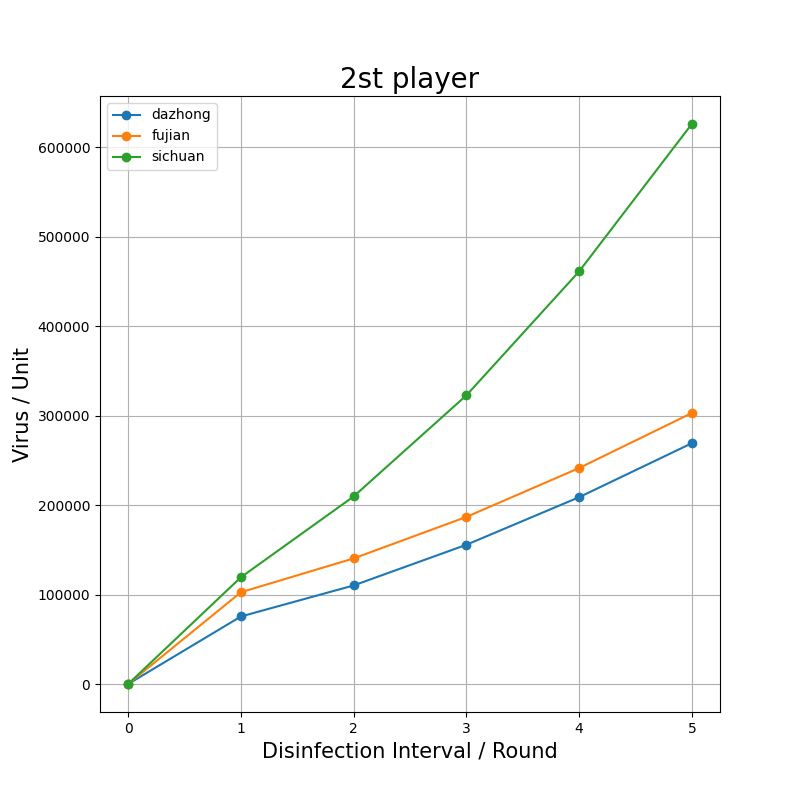 2st player
dazhong
fujian
sichuan
600000
500000
400000
300000
200000
100000
0
Virus / Unit
0 1 2 3 4 5
Disinfection Interval / Round